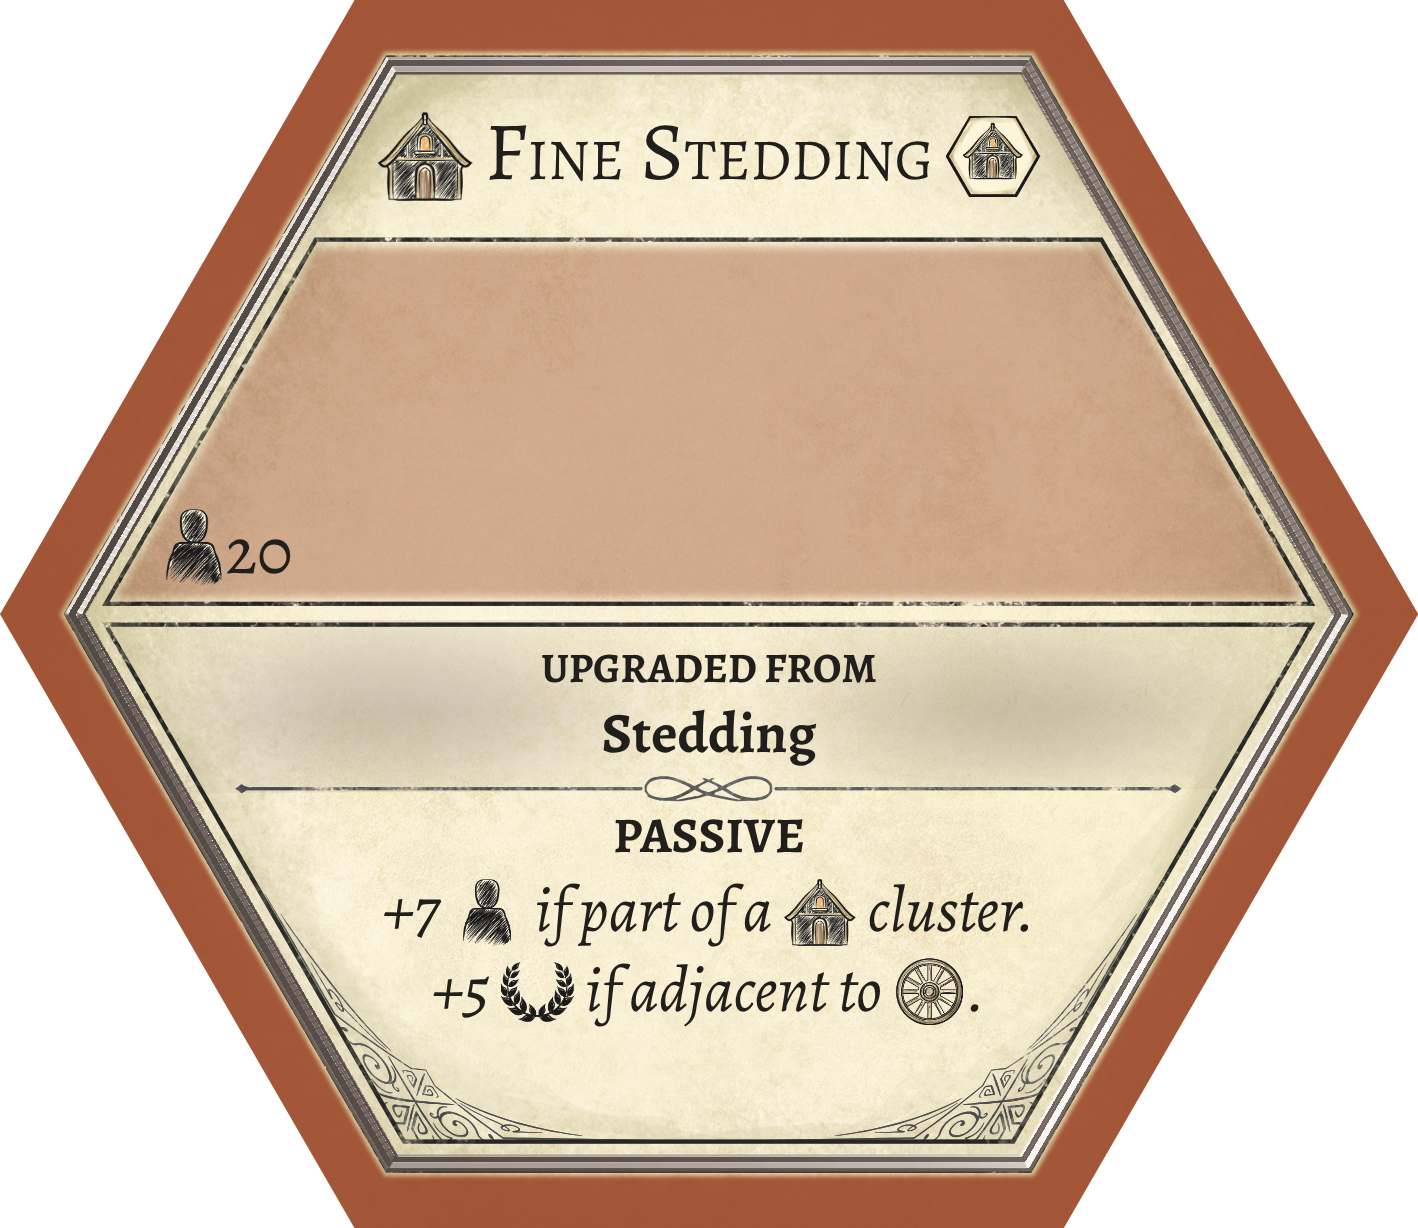 Fine Stedding
20
UPGRADED FROM
Stedding
PASSIVE
+7 if part of a cluster.
+5 if adjacent to .